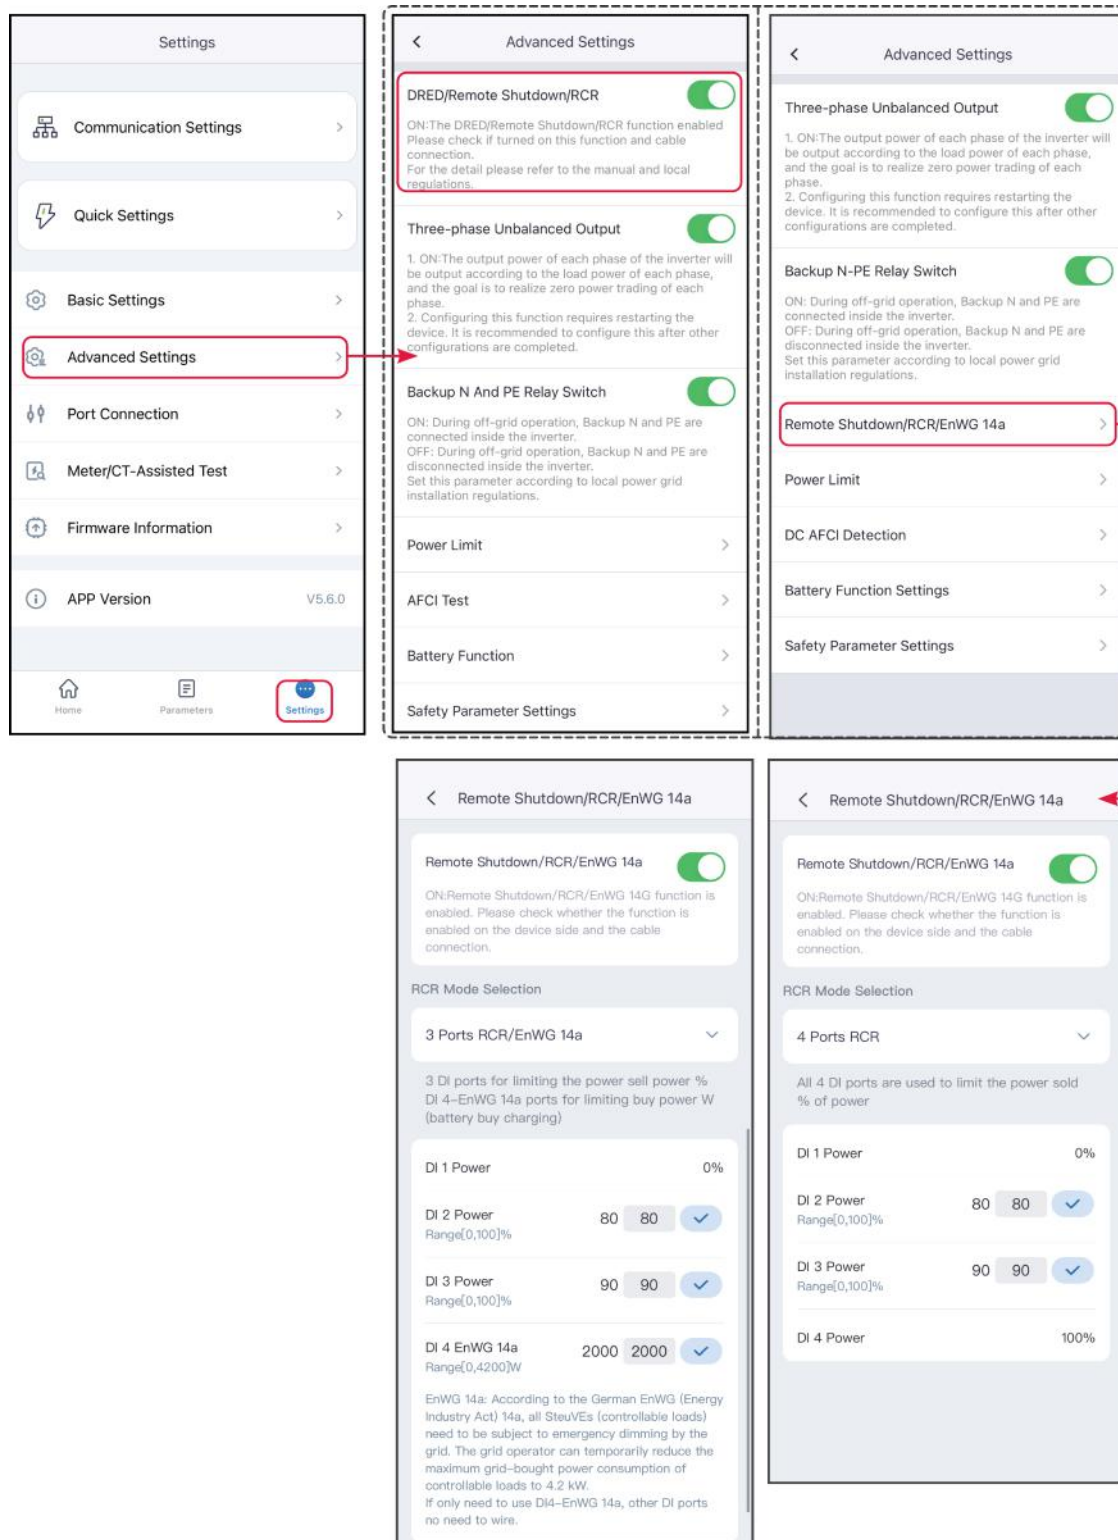 Settings
Communication Settings
Quick Settings
Basic Settings
Advanced Settings
Port Connection
Meter/CT-Assisted Test
Firmware Information
APP Version V5.6.0
Home Parameters Settings
Advanced Settings
DRED/Remote Shutdown/RCR
ON:The DRED/Remote Shutdown/RCR function enabled
Please check if turned on this function and cable
connection.
For the detail please refer to the manual and local
regulations.
Three-phase Unbalanced Output
1. ON:The output power of each phase of the inverter will
be output according to the load power of each phase,
and the goal is to realize zero power trading of each
phase.
2. Configuring this function requires restarting the
device. It is recommended to configure this after other
configurations are completed.
Backup N And PE Relay Switch
ON: During off-grid operation, Backup N and PE are
connected inside the inverter.
OFF: During off-grid operation, Backup N and PE are
disconnected inside the inverter.
Set this parameter according to local power grid
installation regulations.
Power Limit
AFCI Test
Battery Function
Safety Parameter Settings
Advanced Settings
Three-phase Unbalanced Output
1. ON:The output power of each phase of the inverter will
be output according to the load power of each phase,
and the goal is to realize zero power trading of each
phase.
2. Configuring this function requires restarting the
device. It is recommended to configure this after other
configurations are completed.
Backup N-PE Relay Switch
ON: During off-grid operation, Backup N and PE are
connected inside the inverter.
OFF: During off-grid operation, Backup N and PE are
disconnected inside the inverter.
Set this parameter according to local power grid
installation regulations.
Remote Shutdown/RCR/EnWG 14a
Power Limit
DC AFCI Detection
Battery Function Settings
Safety Parameter Settings
Remote Shutdown/RCR/EnWG 14a
Remote Shutdown/RCR/EnWG 14a
ON:Remote Shutdown/RCR/EnWG 14G function is
enabled. Please check whether the function is
enabled on the device side and the cable
connection.
RCR Mode Selection
3 Ports RCR/EnWG 14a
3 DI ports for limiting the power sell power %
DI 4-EnWG 14a ports for limiting buy power W
(battery buy charging)
DI 1 Power 0%
DI 2 Power 80 80
Range[0,100]%
DI 3 Power 90 90
Range[0,100]%
DI 4 EnWG 14a 2000 2000
Range[0,4200]W
EnWG 14a: According to the German EnWG (Energy
Industry Act) 14a, all SteuVEs (controllable loads)
need to be subject to emergency dimming by the
grid. The grid operator can temporarily reduce the
maximum grid-bought power consumption of
controllable loads to 4.2 kW.
If only need to use DI4-EnWG 14a, other DI ports
no need to wire.
Remote Shutdown/RCR/EnWG 14a
Remote Shutdown/RCR/EnWG 14a
ON:Remote Shutdown/RCR/EnWG 14G function is
enabled. Please check whether the function is
enabled on the device side and the cable
connection.
RCR Mode Selection
4 Ports RCR
All 4 DI ports are used to limit the power sold
% of power
DI 1 Power 0%
DI 2 Power 80 80
Range[0,100]%
DI 3 Power 90 90
Range[0,100]%
DI 4 Power 100%